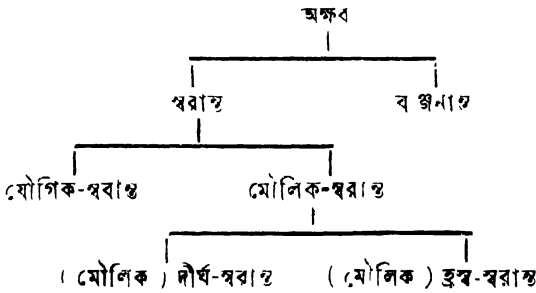 অক্ষর
স্বরান্ত ব্যঞ্জনান্ত
যৌগিক-স্বরান্ত মৌলিক-স্বরান্ত
( মৌলিক ) দীর্ঘ-স্বরান্ত ( মৌলিক ) হ্রস্ব-স্বরান্ত